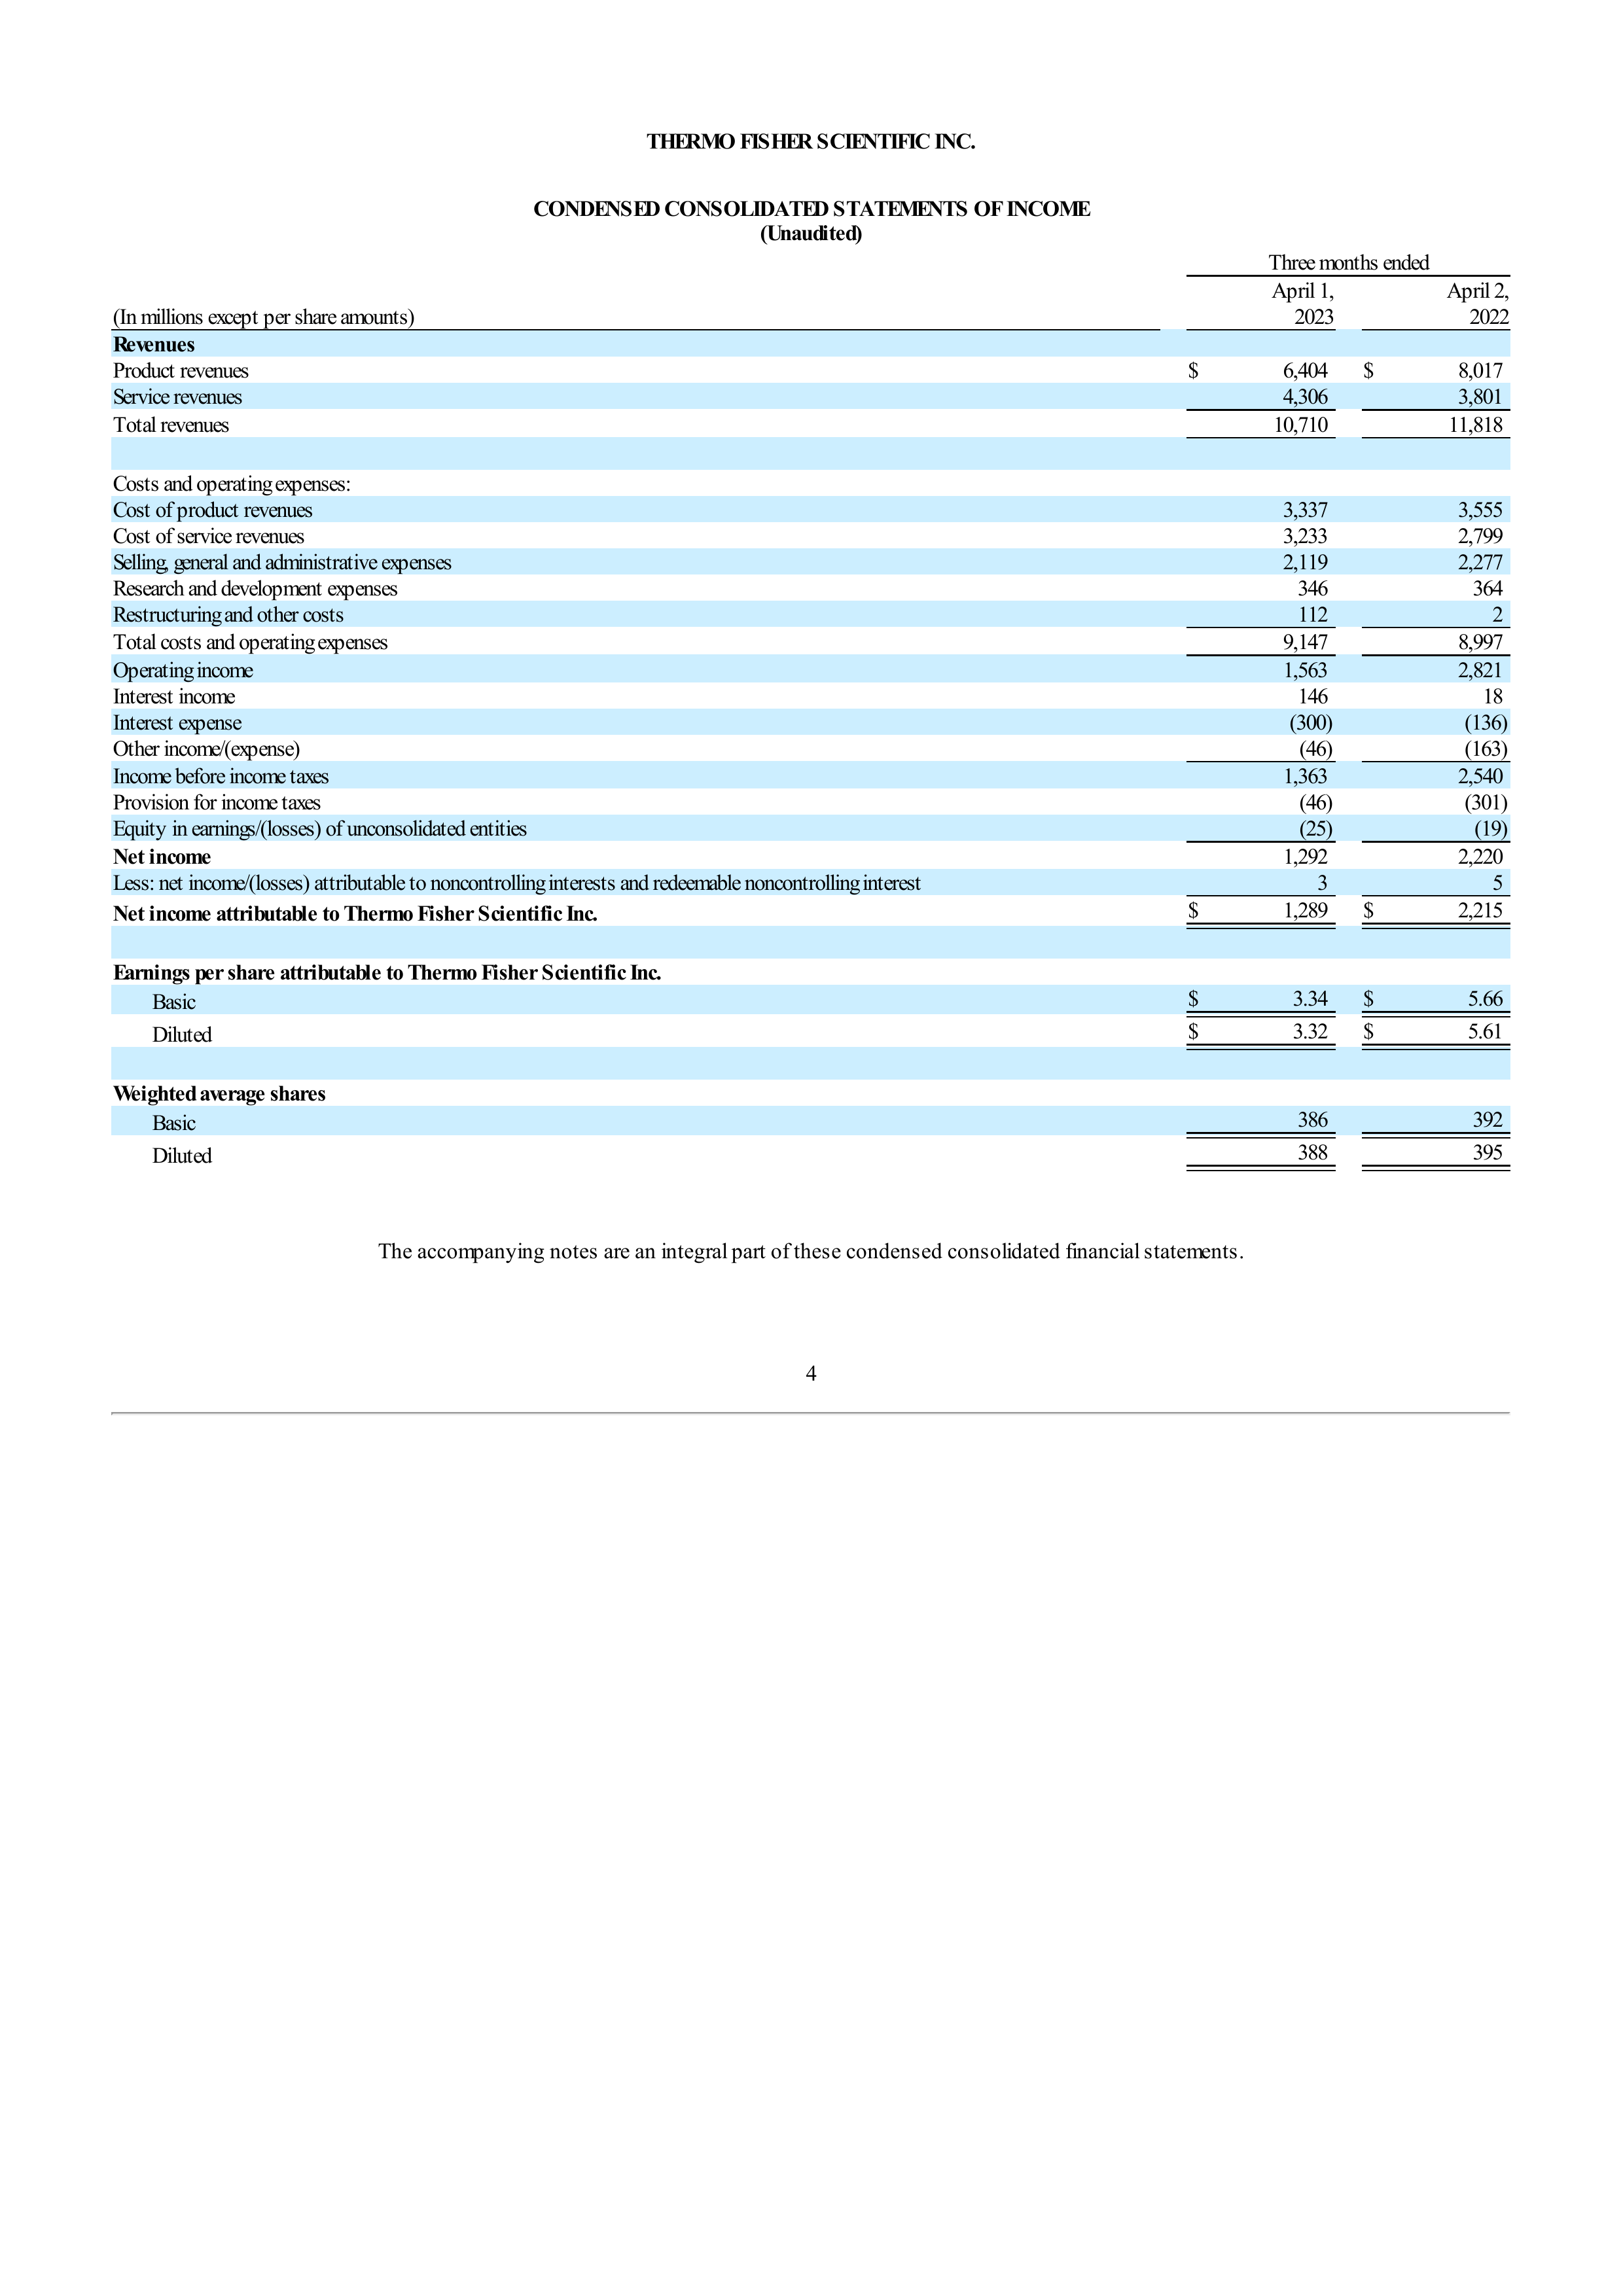 THERMO FISHER SCIENTIFIC INC.
CONDENSED CONSOLIDATED STATEMENTS OF INCOME
(Unaudited)
Three months ended
April 1, April 2,
(In millions except per share amounts) 2023 2022
Revenues
Product revenues $ 6,404 $ 8,017
Service revenues 4,306 3,801
Total revenues 10,710 11,818
Costs and operating expenses:
Cost of product revenues 3,337 3,555
Cost of service revenues 3,233 2,799
Selling, general and administrative expenses 2,119 2,277
Research and development expenses 346 364
Restructuring and other costs 112 2
Total costs and operating expenses 9,147 8,997
Operating income 1,563 2,821
Interest income 146 18
Interest expense (300) (136)
Other income/(expense) (46) (163)
Income before income taxes 1,363 2,540
Provision for income taxes (46) (301)
Equity in earnings/(losses) of unconsolidated entities (25) (19)
Net income 1,292 2,220
Less: net income/(losses) attributable to noncontrolling interests and redeemable noncontrolling interest 3 5
Net income attributable to Thermo Fisher Scientific Inc. $ 1,289 $ 2,215
Earnings per share attributable to Thermo Fisher Scientific Inc.
Basic $ 3.34 $ 5.66
Diluted $ 3.32 $ 5.61
Weighted average shares
Basic 386 392
Diluted 388 395
The accompanying notes are an integral part of these condensed consolidated financial statements.
4